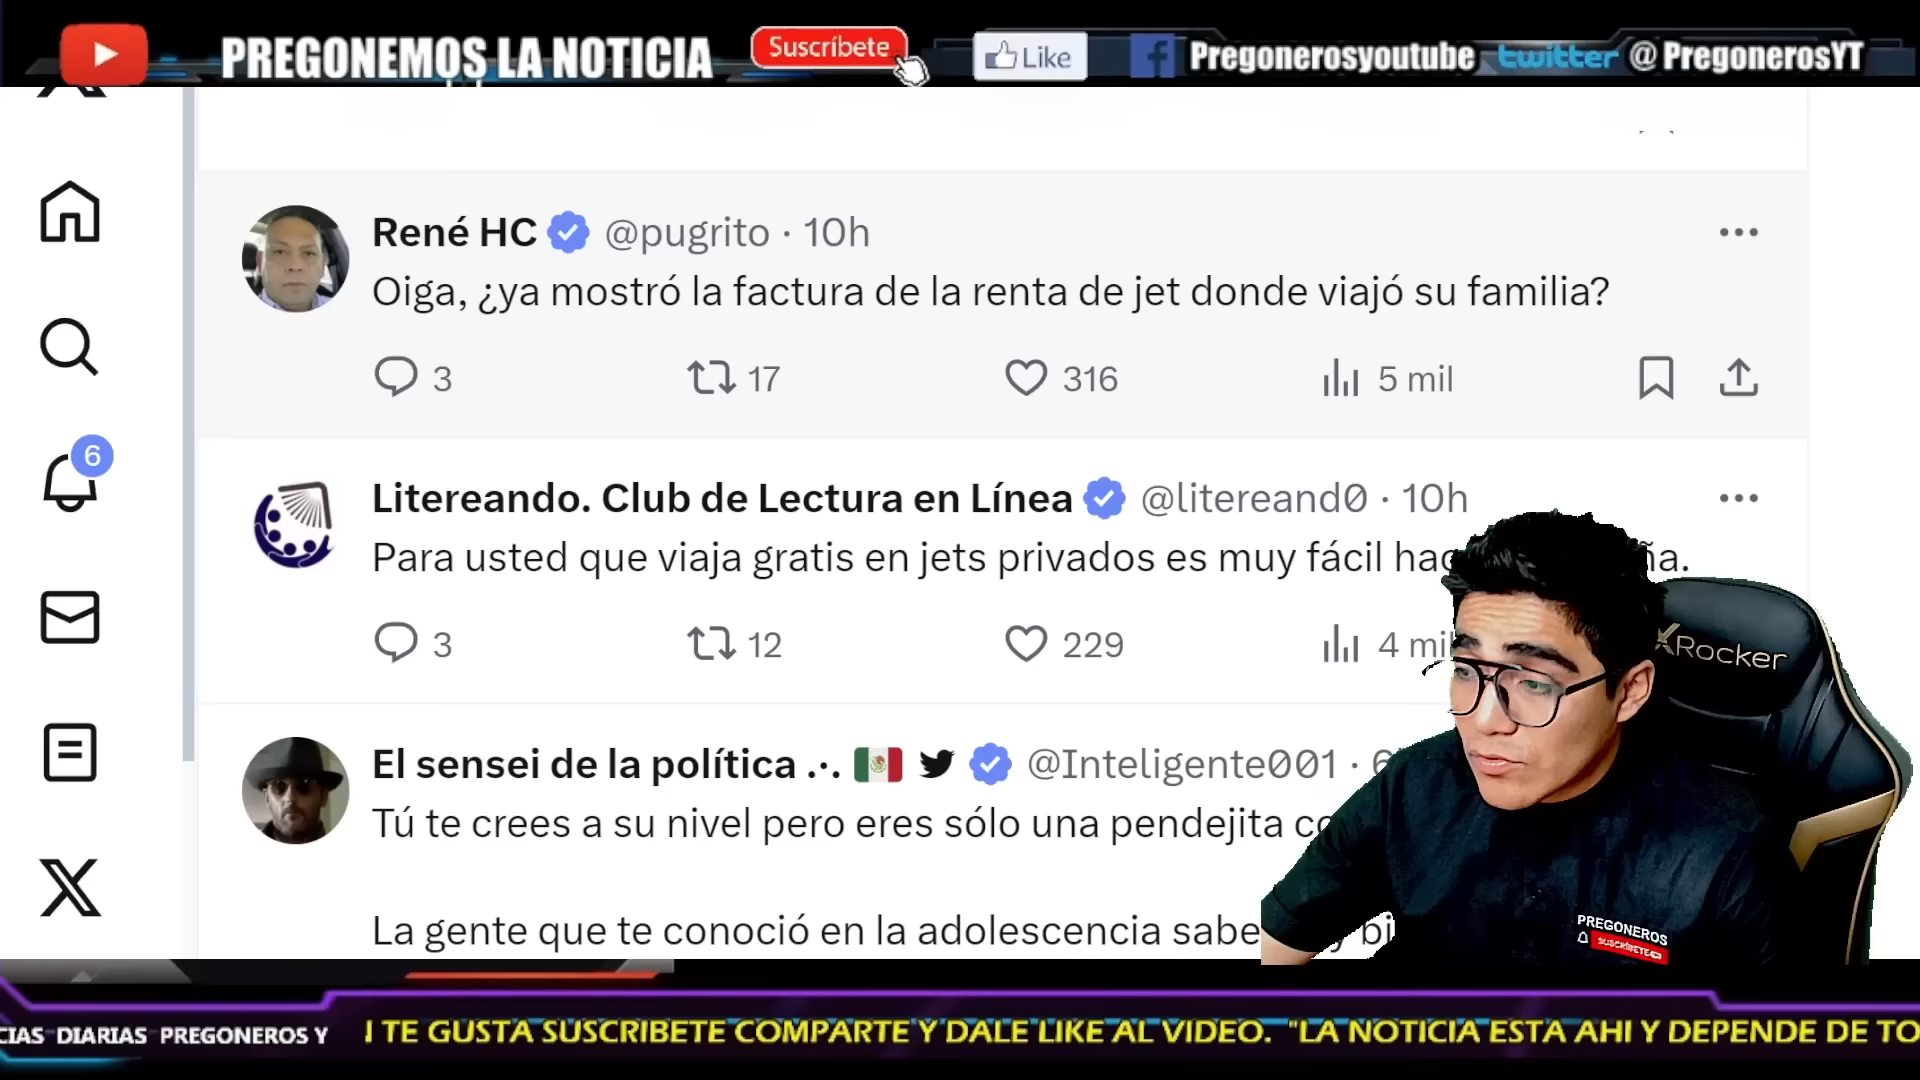 PREGONEMOS LA NOTICIA
Suscríbete
Like
Pregonerosyoutube
twitter @PregonerosYT
René HC @pugrito · 10h
Oiga, ¿ya mostró la factura de la renta de jet donde viajó su familia?
3 17 316 5 mil
6
Litereando. Club de Lectura en Línea @litereand0 · 10h
Para usted que viaja gratis en jets privados es muy fácil
3 12 229 4 mil
XRocker
El sensei de la política .·. @Inteligente001 ·
Tú te crees a su nivel pero eres sólo una pendejita
La gente que te conoció en la adolescencia sabe
PREGONEROS
SUSCRÍBETE
CIAS DIARIAS PREGONEROS Y
I TE GUSTA SUSCRIBETE COMPARTE Y DALE LIKE AL VIDEO. "LA NOTICIA ESTA AHI Y DEPENDE DE TO